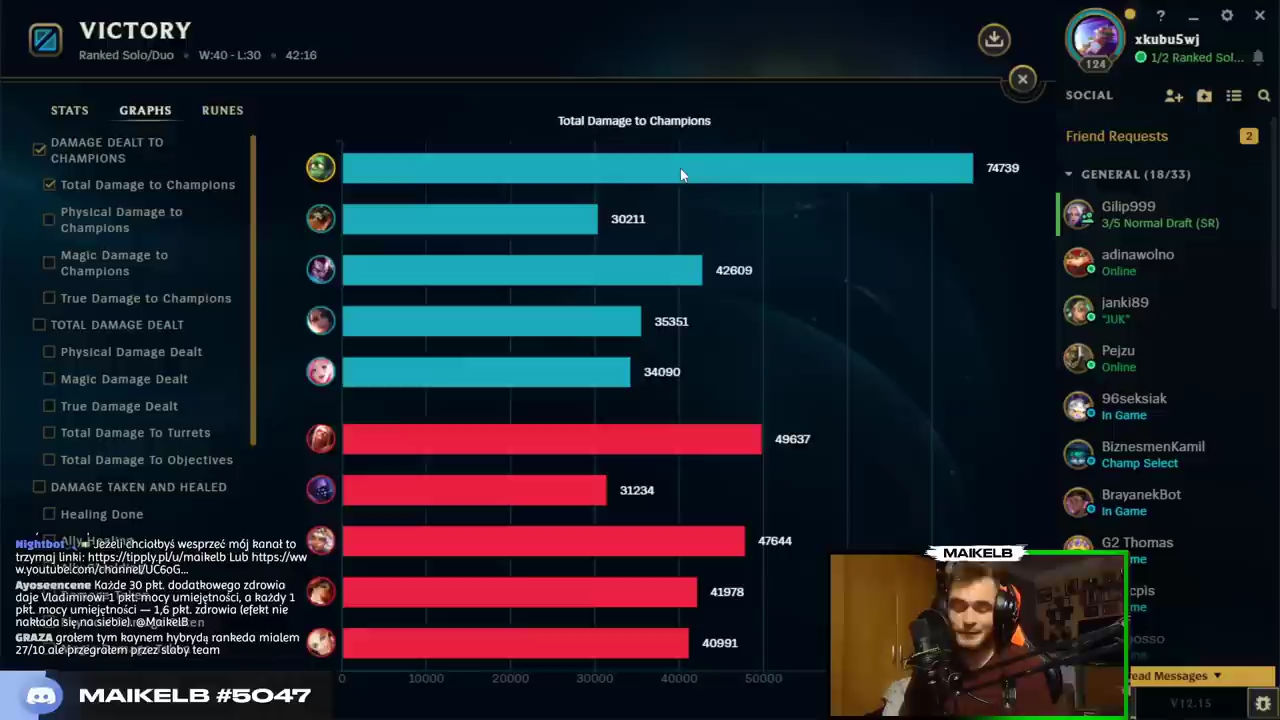 VICTORY
Ranked Solo/Duo • W:40 - L:30 • 42:16
STATS
GRAPHS
RUNES
DAMAGE DEALT TO
CHAMPIONS
Total Damage to Champions
Physical Damage to
Champions
Magic Damage to
Champions
True Damage to Champions
TOTAL DAMAGE DEALT
Physical Damage Dealt
Magic Damage Dealt
True Damage Dealt
Total Damage To Turrets
Total Damage To Objectives
DAMAGE TAKEN AND HEALED
Healing Done
Nightbot Jeżeli chciałbyś wesprzeć mój kanał to
trzymaj linki: https://tipply.pl/u/maikelb Lub https://ww
w.youtube.com/channel/UC6oG...
Ayoseencene Każde 30 pkt. dodatkowego zdrowia
daje Vladimirowi 1 pkt. mocy umiejętności, a każdy 1
pkt. mocy umiejętności — 1,6 pkt. zdrowia (efekt nie
nakłada się na siebie). @MaikelB
GRAZA grałem tym kaynem hybrydą rankeda mialem
27/10 ale przegrałem przez słaby team
MAIKELB #5047
Total Damage to Champions
74739
30211
42609
35351
34090
49637
31234
47644
41978
40991
0 10000 20000 30000 40000 50000
MAIKELB
124
xkubu5wj
1/2 Ranked Sol...
SOCIAL
Friend Requests
2
GENERAL (18/33)
Gilip999
3/5 Normal Draft (SR)
adinawolno
Online
janki89
"JUK"
Pejzu
Online
96seksiak
In Game
BiznesmenKamil
Champ Select
BrayanekBot
In Game
G2 Thomas
V12.15